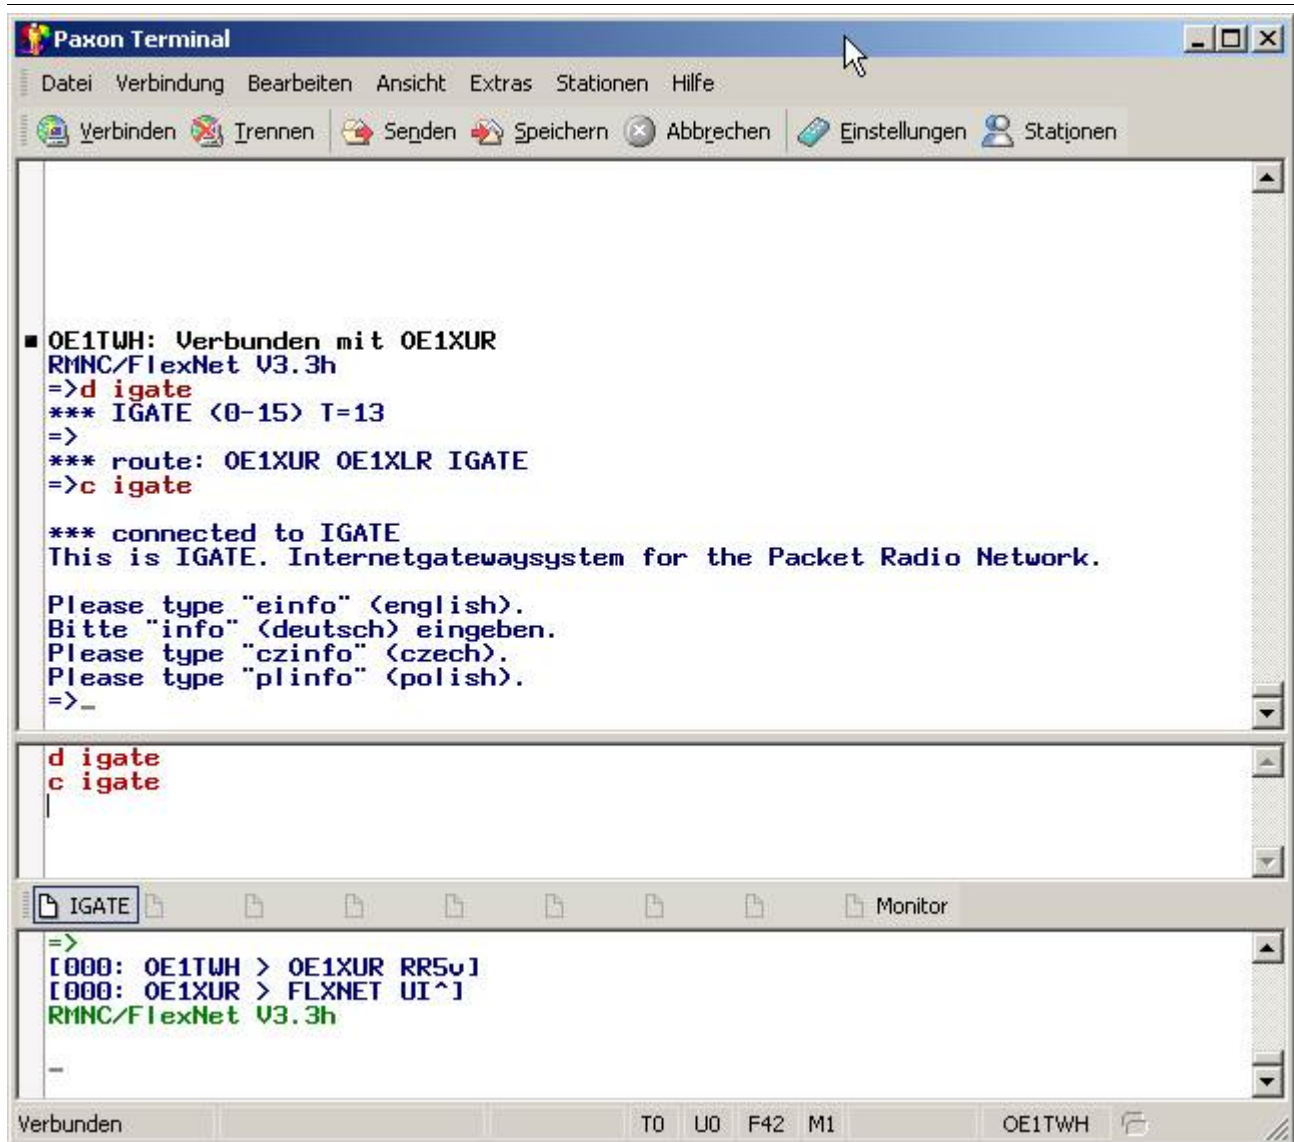 Paxon Terminal
Datei Verbindung Bearbeiten Ansicht Extras Stationen Hilfe
Verbinden Trennen Senden Speichern Abbrechen Einstellungen Stationen
OE1TWH: Verbunden mit OE1XUR
RMNC/FlexNet V3.3h
=>d igate
*** IGATE (0-15) T=13
=>
*** route: OE1XUR OE1XLR IGATE
=>c igate
*** connected to IGATE
This is IGATE. Internetgatewaysystem for the Packet Radio Network.
Please type "einfo" (english).
Bitte "info" (deutsch) eingeben.
Please type "czinfo" (czech).
Please type "plinfo" (polish).
=>_
d igate
c igate
IGATE Monitor
=>
[000: OE1TWH > OE1XUR RR5v]
[000: OE1XUR > FLXNET UI^]
RMNC/FlexNet V3.3h
_
Verbunden T0 U0 F42 M1 OE1TWH